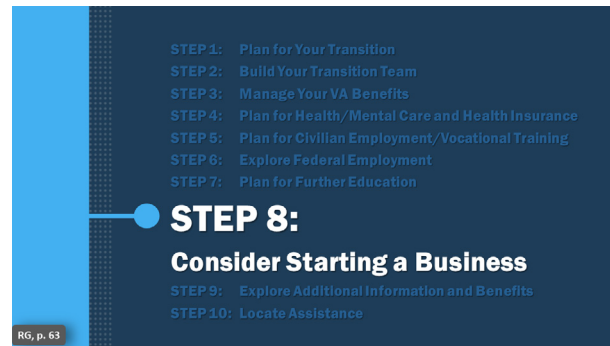 STEP 1: Plan for Your Transition
STEP 2: Build Your Transition Team
STEP 3: Manage Your VA Benefits
STEP 4: Plan for Health/Mental Care and Health Insurance
STEP 5: Plan for Civilian Employment/Vocational Training
STEP 6: Explore Federal Employment
STEP 7: Plan for Further Education
STEP 8:
Consider Starting a Business
STEP 9: Explore Additional Information and Benefits
STEP 10: Locate Assistance
RG, p. 63